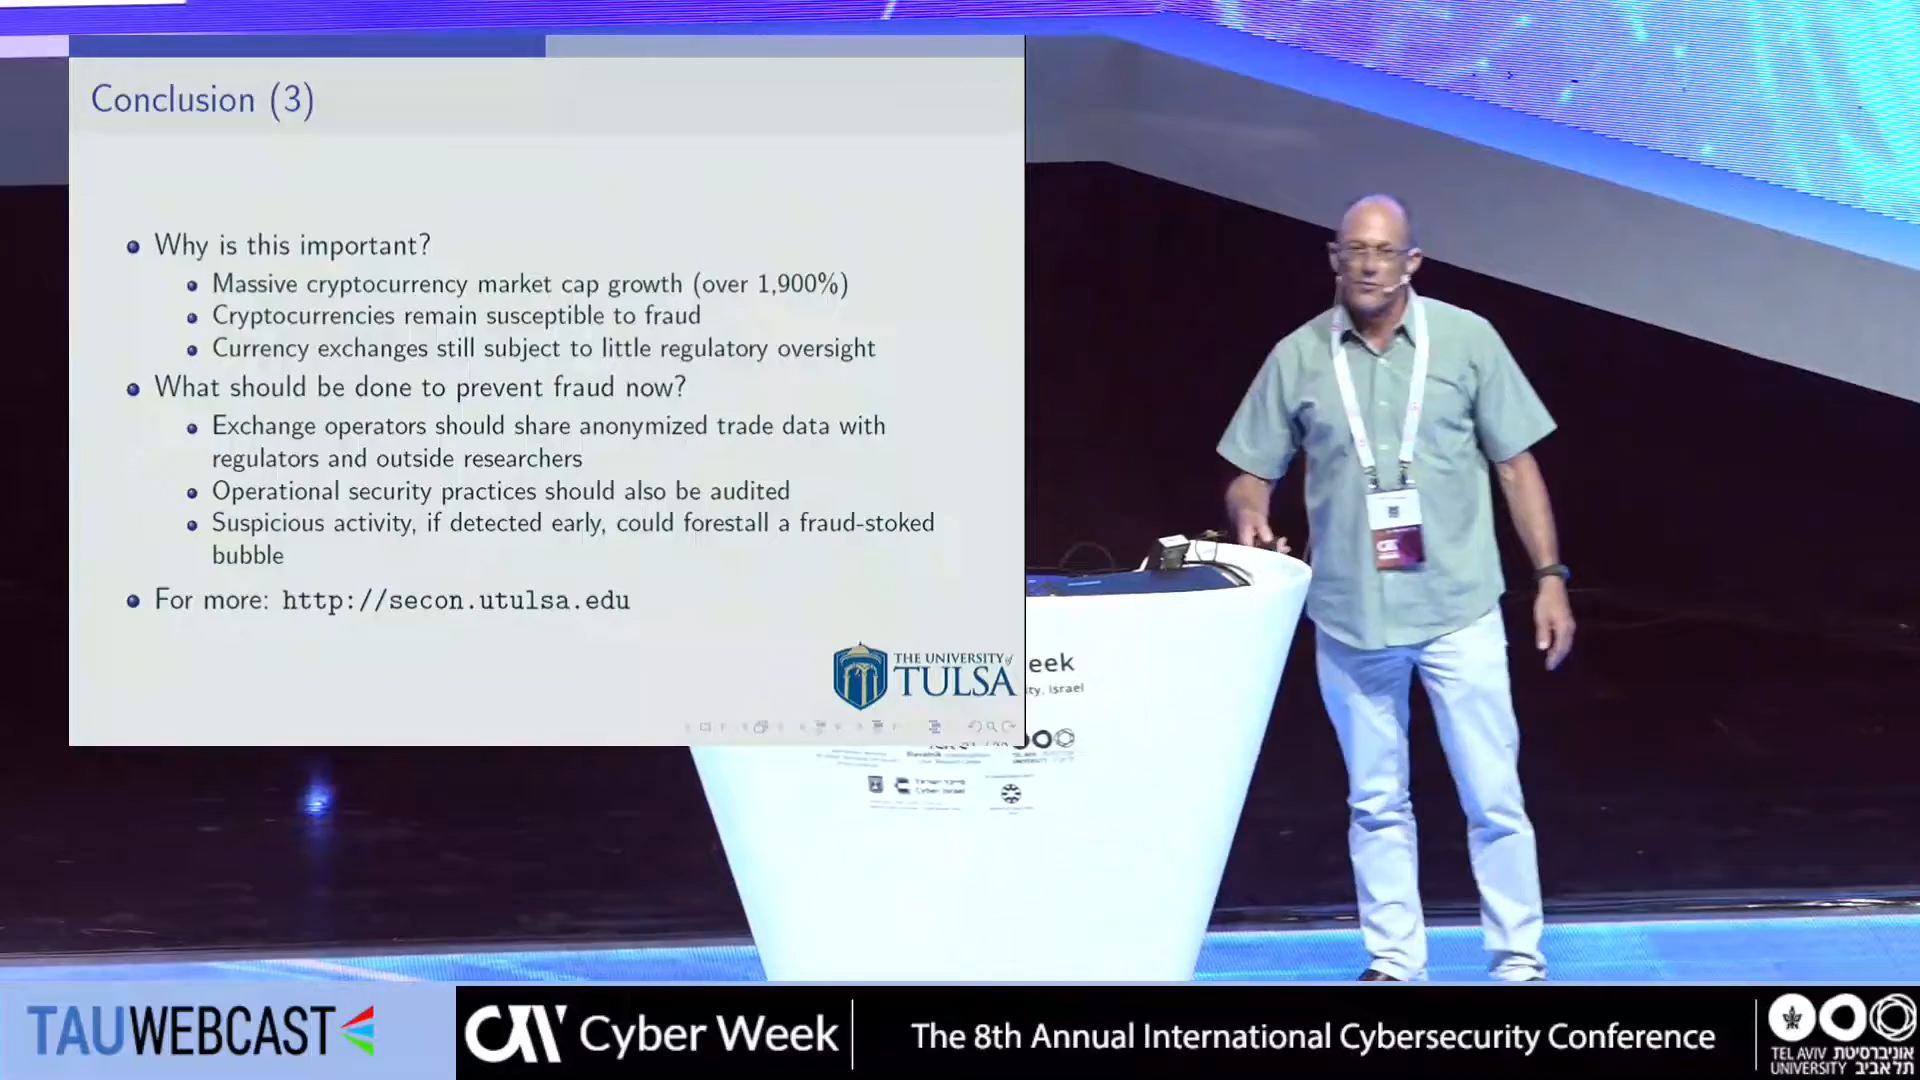 Conclusion (3)
Why is this important?
Massive cryptocurrency market cap growth (over 1,900%)
Cryptocurrencies remain susceptible to fraud
Currency exchanges still subject to little regulatory oversight
What should be done to prevent fraud now?
Exchange operators should share anonymized trade data with
regulators and outside researchers
Operational security practices should also be audited
Suspicious activity, if detected early, could forestall a fraud-stoked
bubble
For more: http://secon.utulsa.edu
THE UNIVERSITY of
TULSA
eek
ity, Israel
Cyber Israel
TAUWEBCAST
Cyber Week
The 8th Annual International Cybersecurity Conference
TEL AVIV אוניברסיטת
UNIVERSITY תל אביב